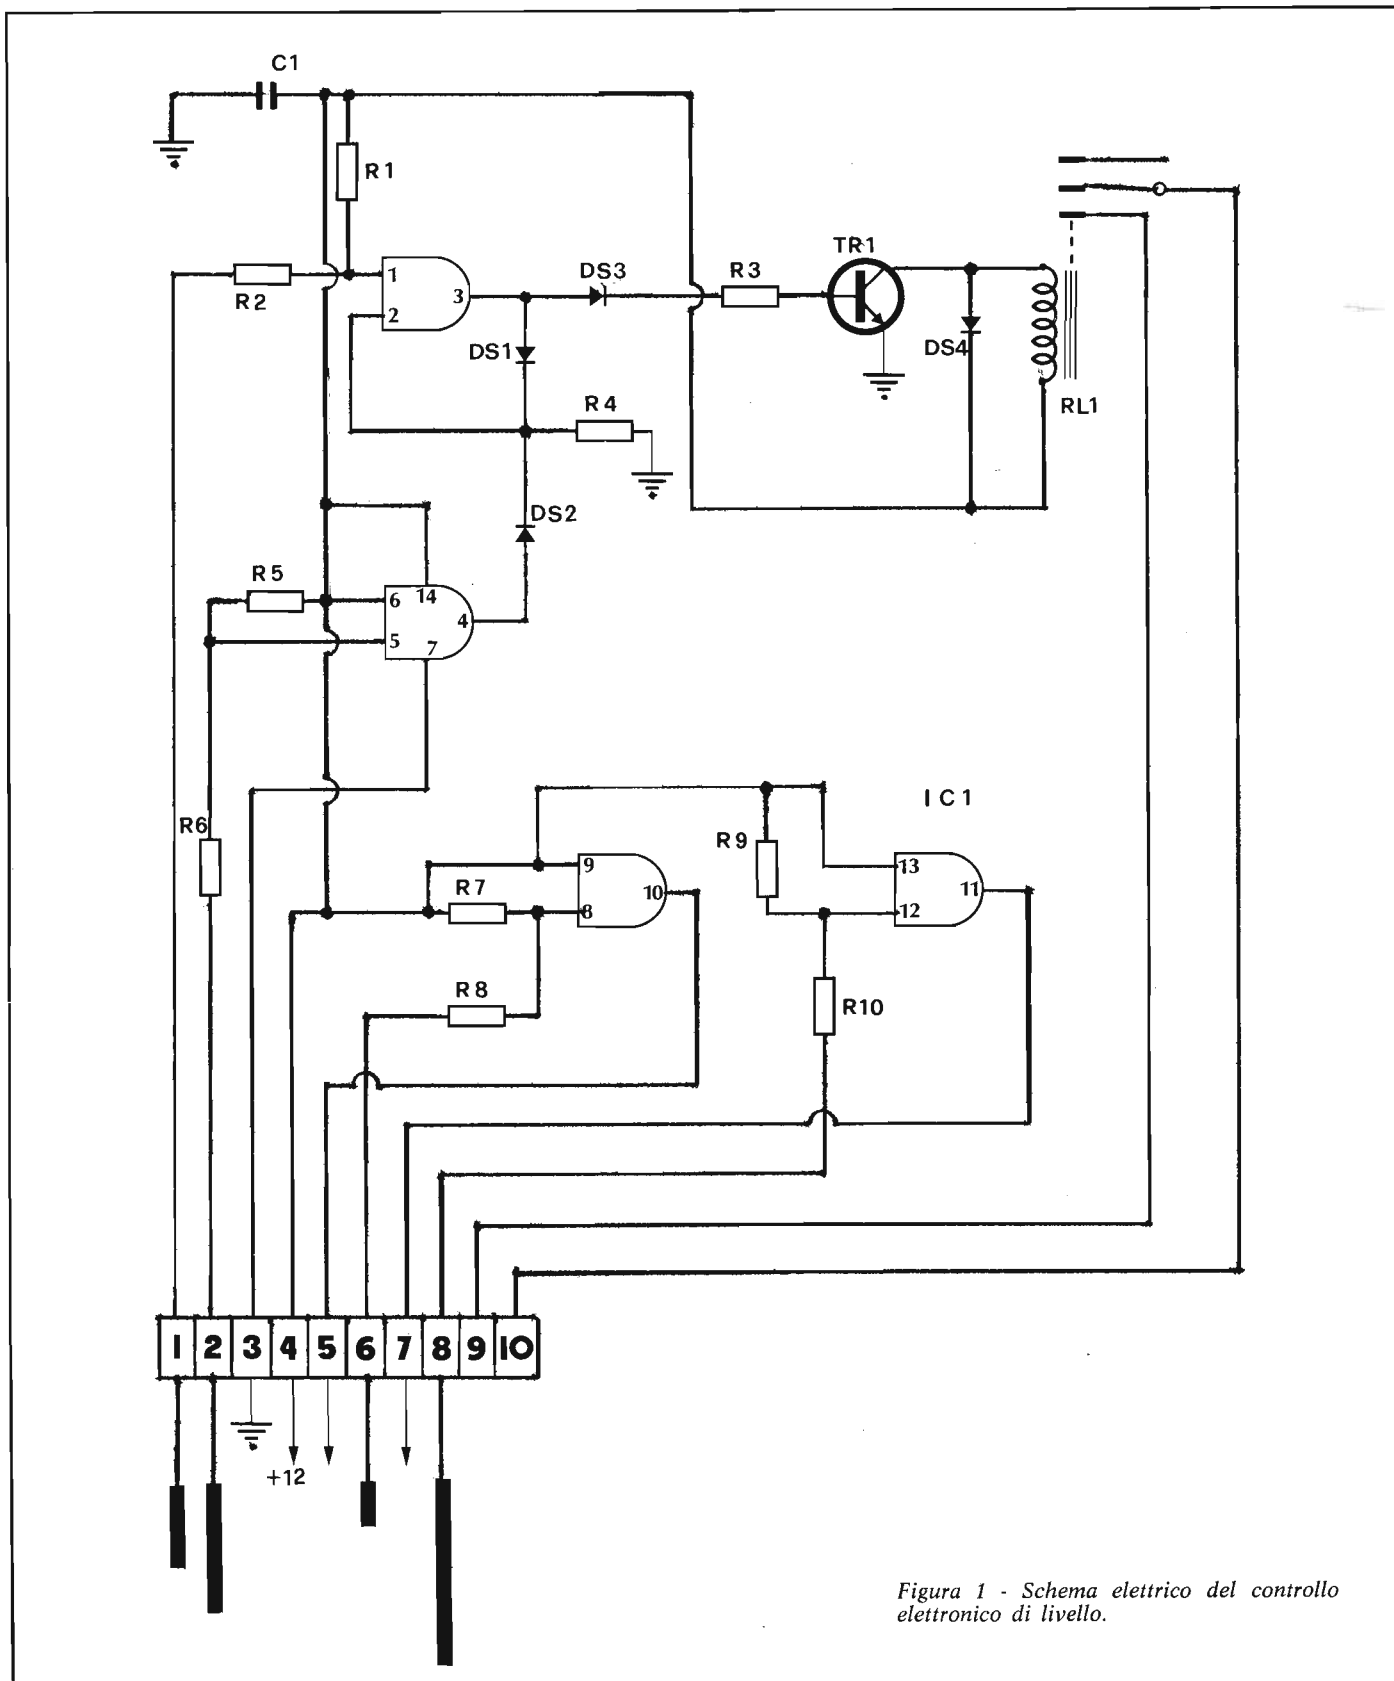 C1
R1
TR1
DS3
R3
1
3
R2
2
DS1
DS4
R4
RL1
DS2
R5
6
14
4
5
7
IC1
R6
R9
9
13
R7
10
11
8
12
R8
R10
1 2 3 4 5 6 7 8 9 10
+12
Figura 1 - Schema elettrico del controllo
elettronico di livello.